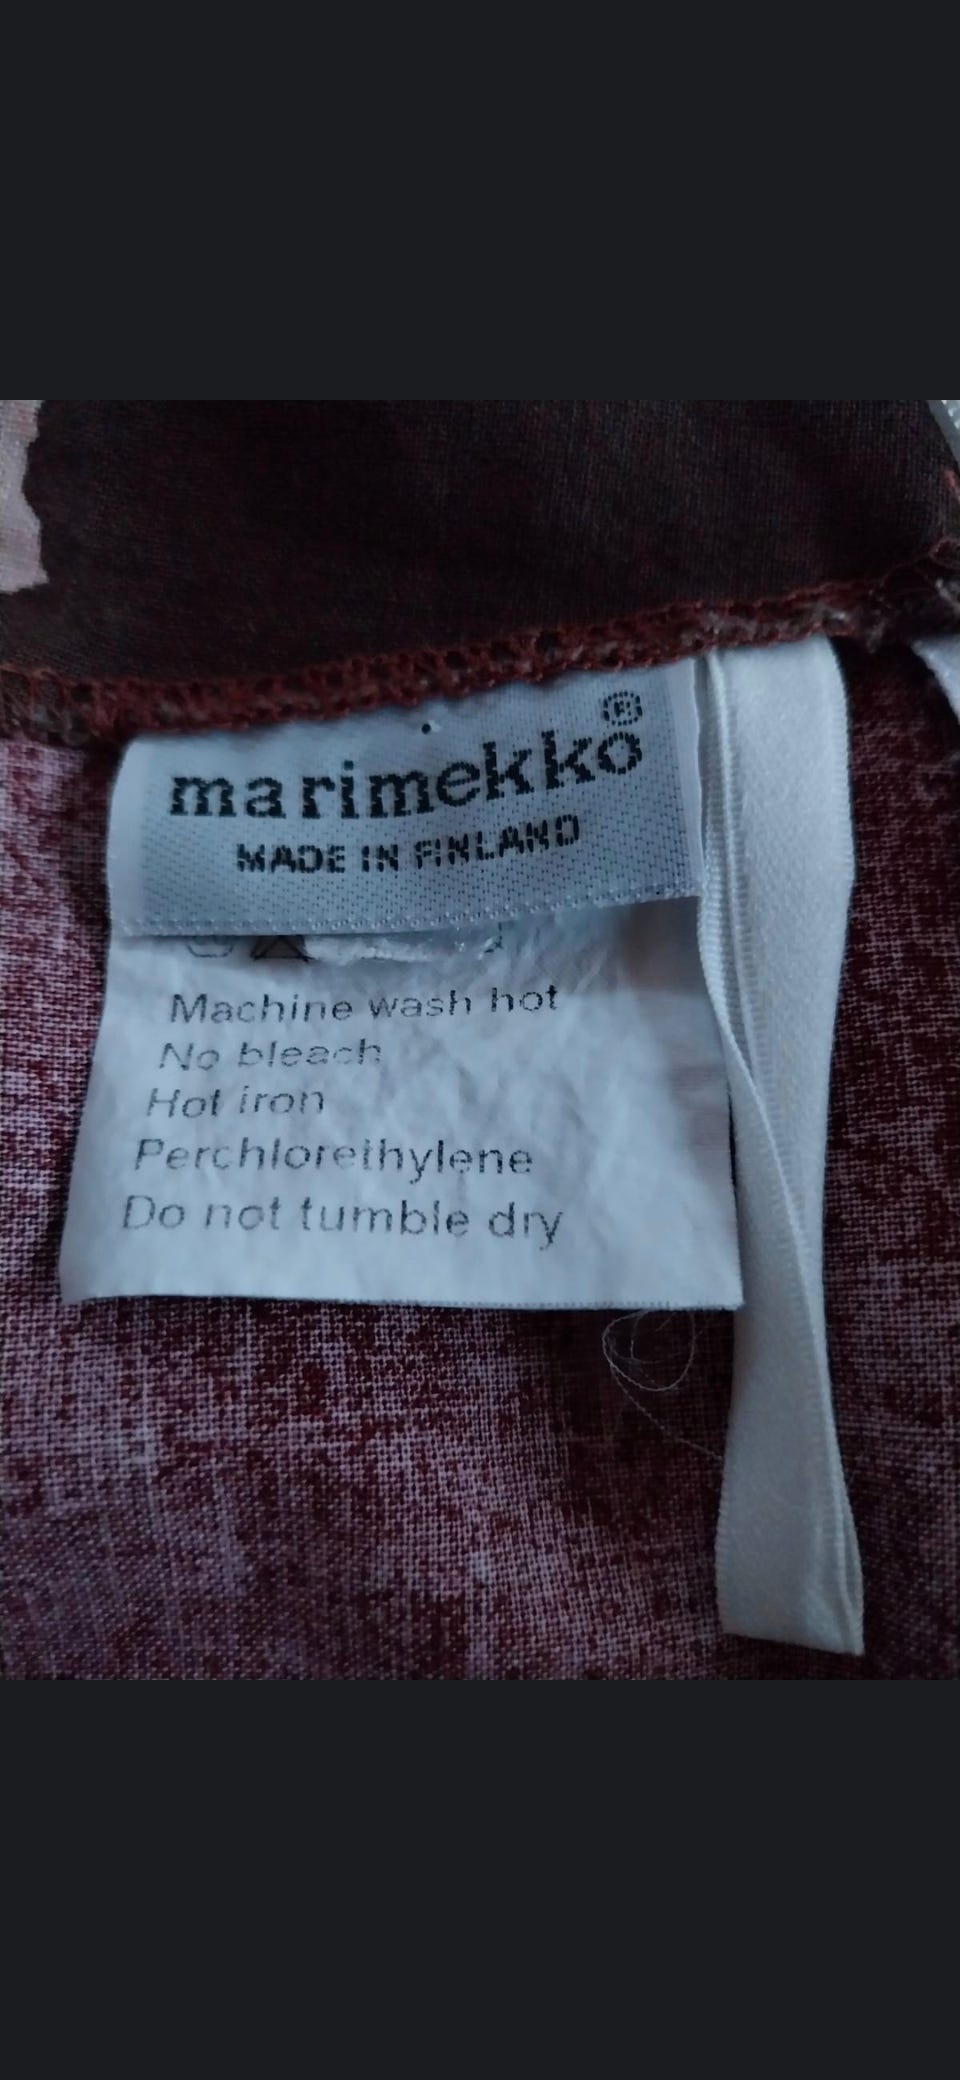 marimekko®
MADE IN FINLAND
Machine wash hot
No bleach
Hot iron
Perchlorethylene
Do not tumble dry